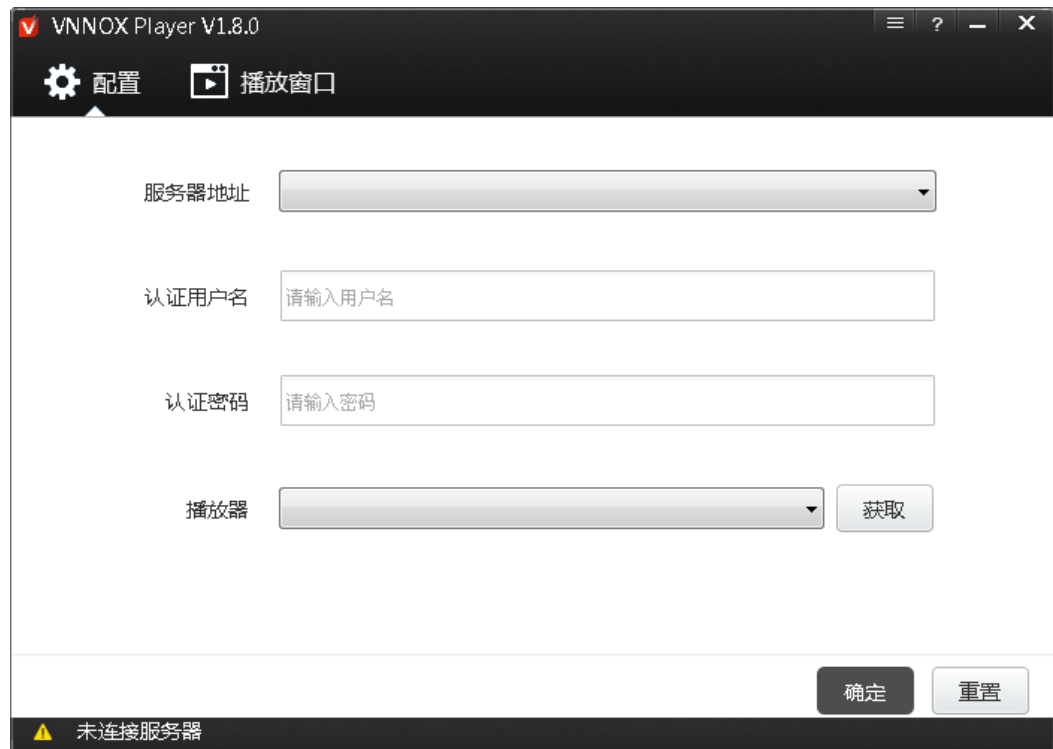 VNNOX Player V1.8.0
?
配置 播放窗口
服务器地址
认证用户名 请输入用户名
认证密码 请输入密码
播放器 获取
确定 重置
未连接服务器